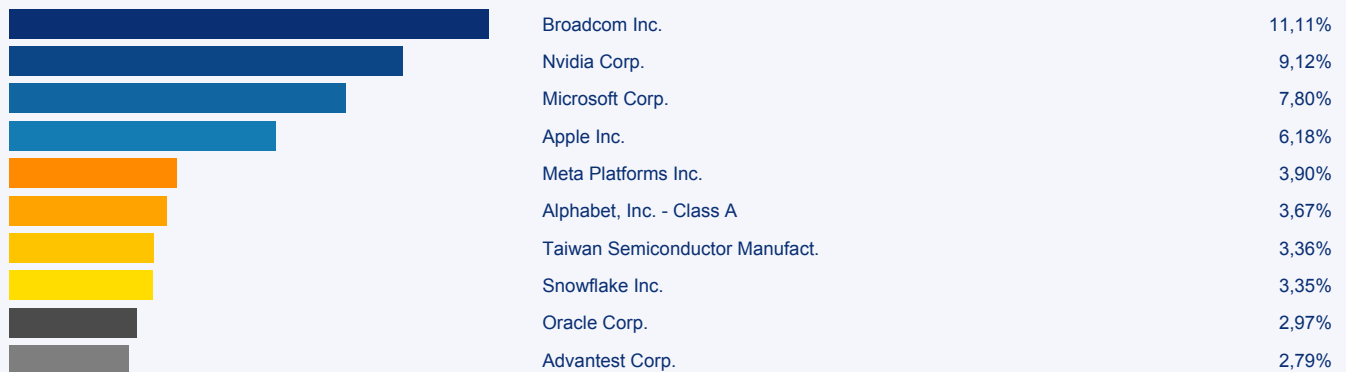 Broadcom Inc. 11,11%
Nvidia Corp. 9,12%
Microsoft Corp. 7,80%
Apple Inc. 6,18%
Meta Platforms Inc. 3,90%
Alphabet, Inc. - Class A 3,67%
Taiwan Semiconductor Manufact. 3,36%
Snowflake Inc. 3,35%
Oracle Corp. 2,97%
Advantest Corp. 2,79%